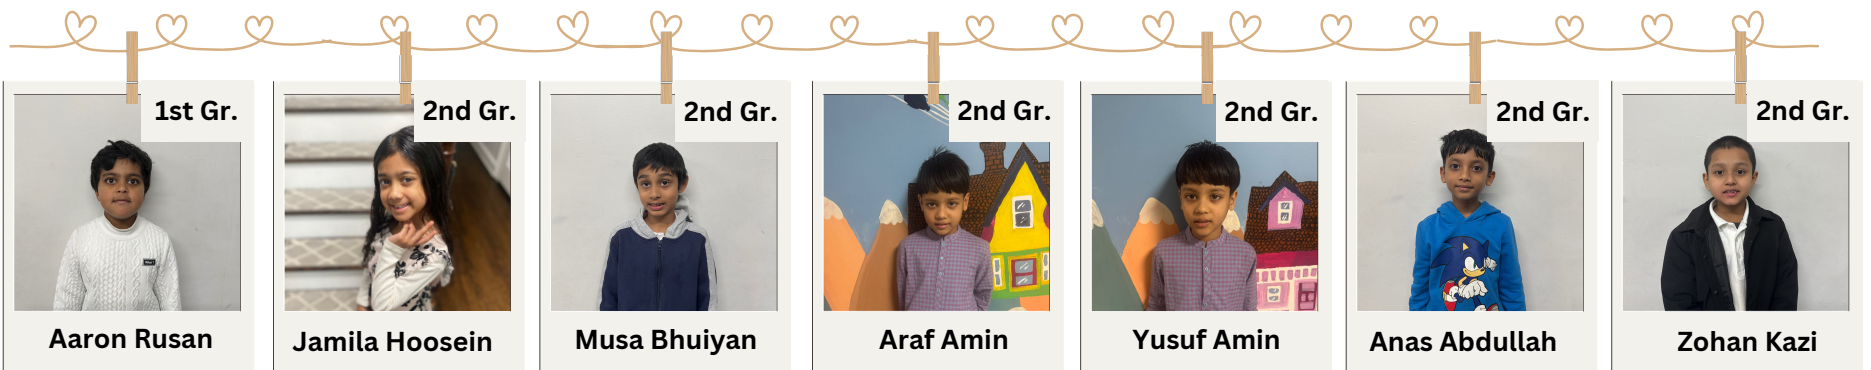 1st Gr.
2nd Gr.
2nd Gr.
2nd Gr.
2nd Gr.
2nd Gr.
2nd Gr.
Aaron Rusan
Jamila Hoosein
Musa Bhuiyan
Araf Amin
Yusuf Amin
Anas Abdullah
Zohan Kazi